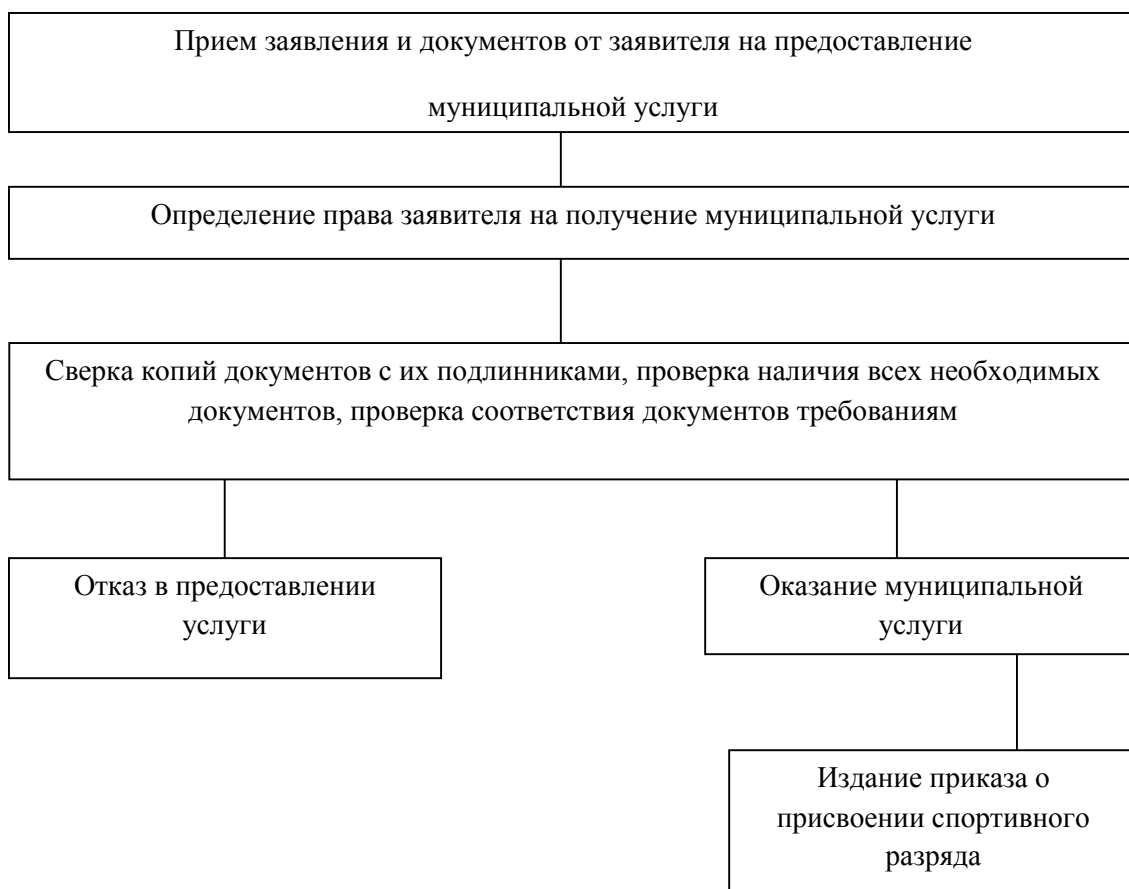 Прием заявления и документов от заявителя на предоставление
муниципальной услуги
Определение права заявителя на получение муниципальной услуги
Сверка копий документов с их подлинниками, проверка наличия всех необходимых
документов, проверка соответствия документов требованиям
Отказ в предоставлении
услуги
Оказание муниципальной
услуги
Издание приказа о
присвоении спортивного
разряда